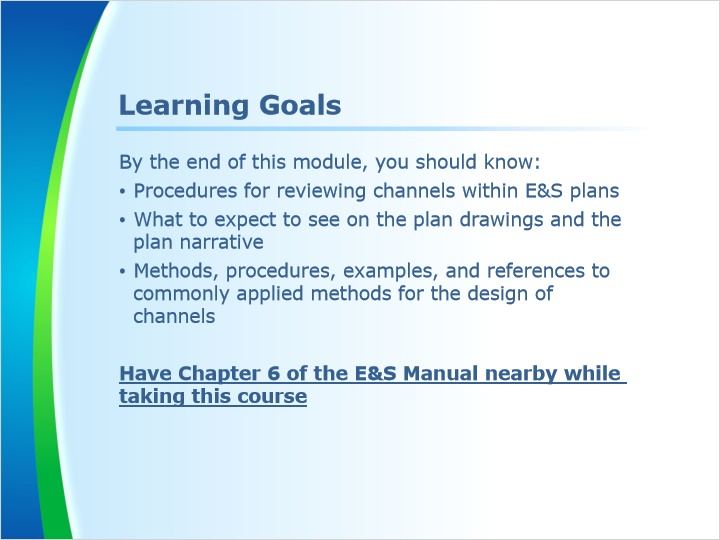 Learning Goals
By the end of this module, you should know:
• Procedures for reviewing channels within E&S plans
• What to expect to see on the plan drawings and the
plan narrative
• Methods, procedures, examples, and references to
commonly applied methods for the design of
channels
Have Chapter 6 of the E&S Manual nearby while
taking this course